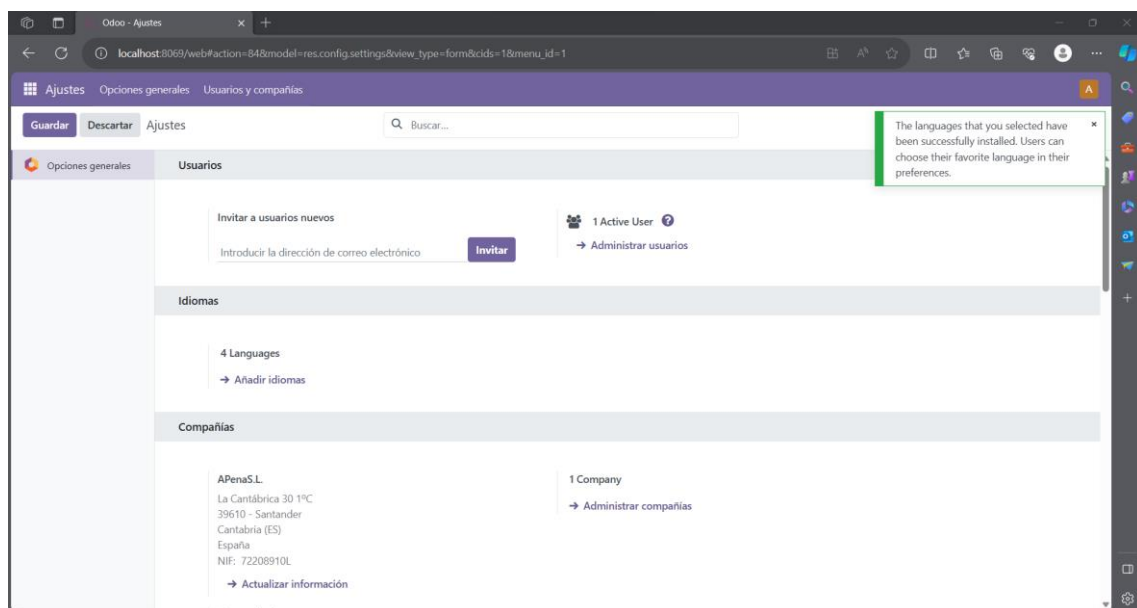 Odoo - Ajustes
localhost:8069/web#action=84&model=res.config.settings&view_type=form&cids=1&menu_id=1
Ajustes Opciones generales Usuarios y compañías A
Guardar Descartar Ajustes Buscar...
The languages that you selected have
been successfully installed. Users can
choose their favorite language in their
preferences.
Opciones generales
Usuarios
Invitar a usuarios nuevos
Introducir la dirección de correo electrónico Invitar
1 Active User
→ Administrar usuarios
Idiomas
4 Languages
→ Añadir idiomas
Compañías
APenaS.L.
La Cantábrica 30 1ºC
39610 - Santander
Cantabria (ES)
España
NIF: 72208910L
→ Actualizar información
1 Company
→ Administrar compañías